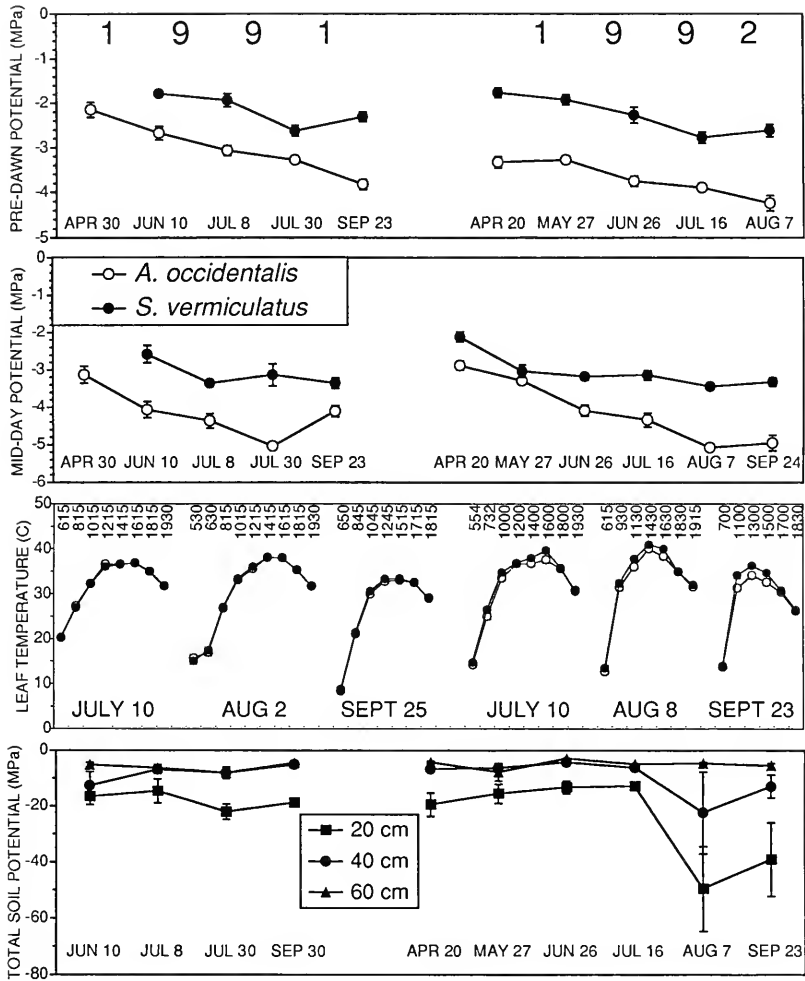 1 9 9 1
1 9 9 2
PRE-DAWN POTENTIAL (MPa)
0
-1
-2
-3
-4
-5
APR 30 JUN 10 JUL 8 JUL 30 SEP 23
APR 20 MAY 27 JUN 26 JUL 16 AUG 7
MID-DAY POTENTIAL (MPa)
0
-1
-2
-3
-4
-5
-6
A. occidentalis
S. vermiculatus
APR 30 JUN 10 JUL 8 JUL 30 SEP 23
APR 20 MAY 27 JUN 26 JUL 16 AUG 7 SEP 24
LEAF TEMPERATURE (C)
50
40
30
20
10
0
615 815 1015 1215 1415 1615 1815 1930
530 630 815 1015 1215 1415 1615 1815 1930
650 845 1045 1245 1515 1715 1815
554 732 1000 1200 1400 1600 1800 1930
615 930 1130 1430 1630 1830 1915
700 1100 1300 1500 1700 1830
JULY 10 AUG 2 SEPT 25 JULY 10 AUG 8 SEPT 23
TOTAL SOIL POTENTIAL (MPa)
0
-20
-40
-60
-80
20 cm
40 cm
60 cm
JUN 10 JUL 8 JUL 30 SEP 30
APR 20 MAY 27 JUN 26 JUL 16 AUG 7 SEP 23